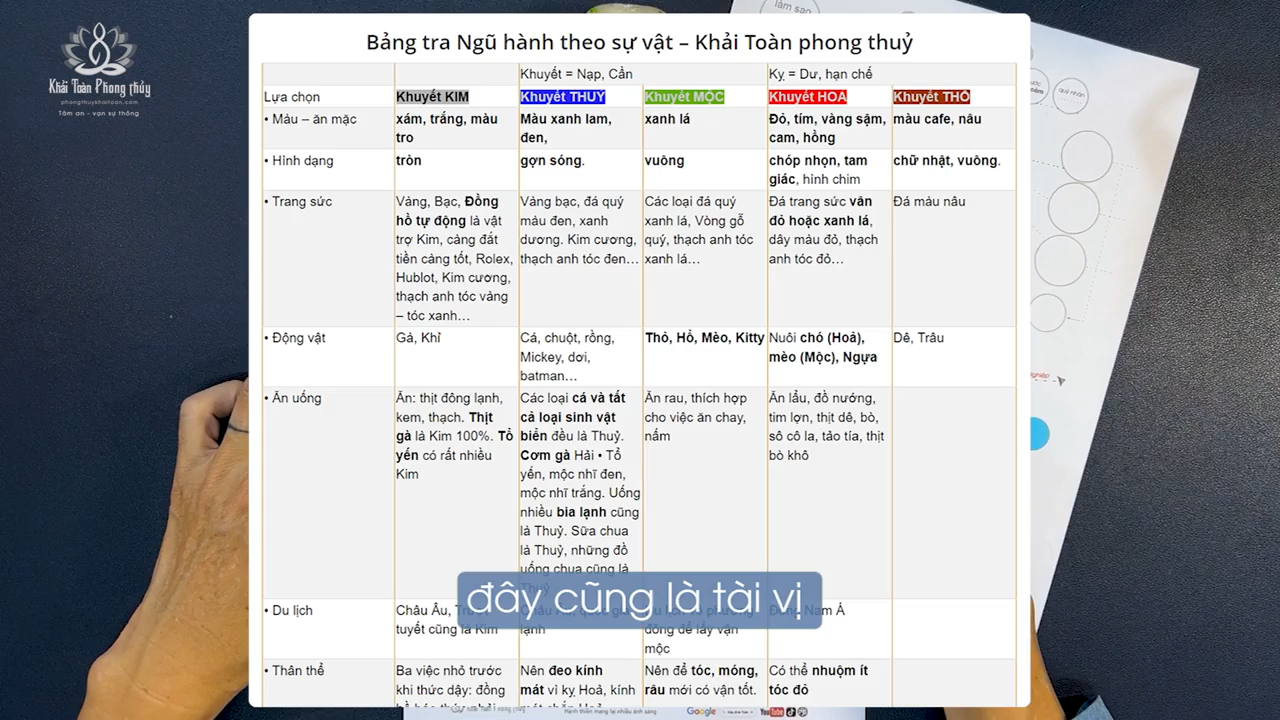 Bảng tra Ngũ hành theo sự vật – Khải Toàn phong thuỷ
Khuyết = Nạp, Cần
Kỵ = Dư, hạn chế
Lựa chọn
Khuyết KIM
Khuyết THUỶ
Khuyết MỘC
Khuyết HOẢ
Khuyết THỔ
• Màu – ăn mặc
xám, trắng, màu
tro
Màu xanh lam,
đen,
xanh lá
Đỏ, tím, vàng sậm,
cam, hồng
màu cafe, nâu
• Hình dạng
tròn
gợn sóng.
vuông
chóp nhọn, tam
giác, hình chim
chữ nhật, vuông.
• Trang sức
Vàng, Bạc, Đồng
hồ tự động là vật
trợ Kim, càng đắt
tiền càng tốt, Rolex,
Hublot, Kim cương,
thạch anh tóc vàng
– tóc xanh…
Vàng bạc, đá quý
màu đen, xanh
dương. Kim cương,
thạch anh tóc đen…
Các loại đá quý
xanh lá, Vòng gỗ
quý, thạch anh tóc
xanh lá…
Đá trang sức vân
đỏ hoặc xanh lá,
dây màu đỏ, thạch
anh tóc đỏ…
Đá màu nâu
• Động vật
Gà, Khỉ
Cá, chuột, rồng,
Mickey, dơi,
batman…
Thỏ, Hổ, Mèo, Kitty
Nuôi chó (Hoả),
mèo (Mộc), Ngựa
Dê, Trâu
• Ăn uống
Ăn: thịt đông lạnh,
kem, thạch. Thịt
gà là Kim 100%. Tổ
yến có rất nhiều
Kim
Các loại cá và tất
cả loại sinh vật
biển đều là Thuỷ.
Cơm gà Hải • Tổ
yến, mộc nhĩ đen,
mộc nhĩ trắng. Uống
nhiều bia lạnh cũng
là Thuỷ. Sữa chua
là Thuỷ, những đồ
uống chua cũng là
Ăn rau, thích hợp
cho việc ăn chay,
nấm
Ăn lẩu, đồ nướng,
tim lợn, thịt dê, bò,
sô cô la, tảo tía, thịt
bò khô
đây cũng là tài vị
• Du lịch
Châu Âu,
tuyết cũng là Kim
lạnh
đông để lấy vận
mộc
Nam Á
• Thân thể
Ba việc nhỏ trước
khi thức dậy: đồng
Nên đeo kính
mát vì kỵ Hoả, kính
Nên để tóc, móng,
râu mới có vận tốt.
Có thể nhuộm ít
tóc đỏ
Khải Toàn Phong thủy
phongthuykhaitoan.com
Tâm an - vạn sự thông
làm sao
quý nhân
Google
YouTube